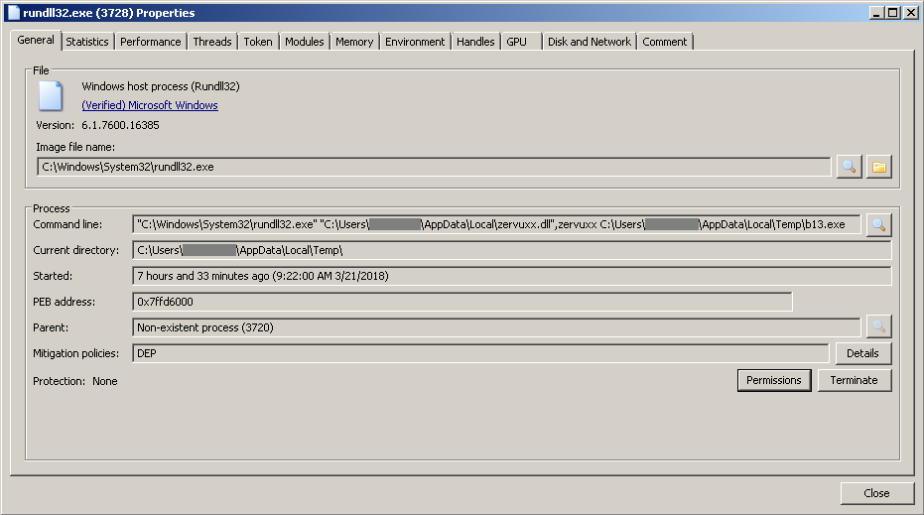 rundll32.exe (3728) Properties
General Statistics Performance Threads Token Modules Memory Environment Handles GPU Disk and Network Comment
File
Windows host process (Rundll32)
(Verified) Microsoft Windows
Version: 6.1.7600.16385
Image file name:
C:\Windows\System32\rundll32.exe
Process
Command line: "C:\Windows\System32\rundll32.exe" "C:\Users\ \AppData\Local\zervuxx.dll",zervuxx C:\Users\ \AppData\Local\Temp\b13.exe
Current directory: C:\Users\ \AppData\Local\Temp\
Started: 7 hours and 33 minutes ago (9:22:00 AM 3/21/2018)
PEB address: 0x7ffd6000
Parent: Non-existent process (3720)
Mitigation policies: DEP Details
Protection: None Permissions Terminate
Close